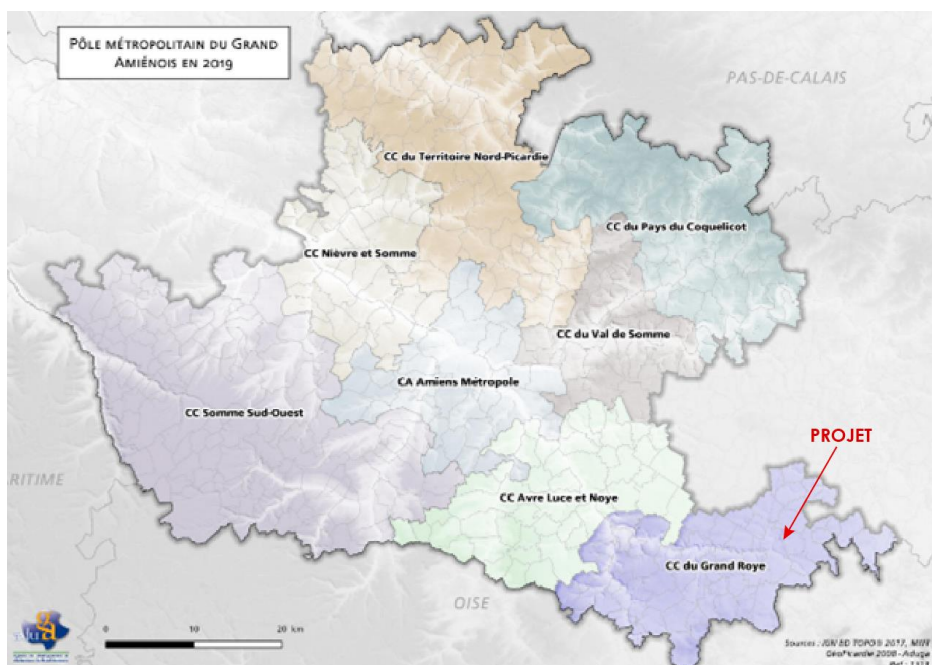 PÔLE MÉTROPOLITAIN DU GRAND
AMIÉNOIS EN 2019
PAS-DE-CALAIS
N
CC du Territoire Nord-Picardie
CC du Pays du Coquelicot
CC Nièvre et Somme
CC du Val de Somme
CA Amiens Métropole
CC Somme Sud-Ouest
PROJET
RITIME
CC Avre Luce et Noye
CC du Grand Roye
OISE
0 10 20 km
Sources : IGN BD TOPO® 2017,
GéoPicardie 2008 - Aduga